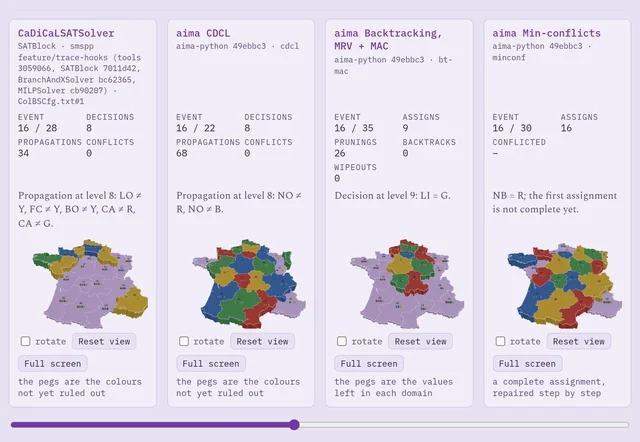 CaDiCaLSATSolver
SATBlock · smspp
feature/trace-hooks (tools
3059066, SATBlock 7011d42,
BranchAndXSolver bc62365,
MILPSolver cb90207) ·
ColBSCfg.txt#1
EVENT DECISIONS
16 / 28 8
PROPAGATIONS CONFLICTS
34 0
Propagation at level 8: LO ≠
Y, FC ≠ Y, BO ≠ Y, CA ≠ R,
CA ≠ G.
rotate Reset view
Full screen
the pegs are the colours
not yet ruled out
aima CDCL
aima-python 49ebbc3 · cdcl
EVENT DECISIONS
16 / 22 8
PROPAGATIONS CONFLICTS
68 0
Propagation at level 8: NO ≠
R, NO ≠ B.
rotate Reset view
Full screen
the pegs are the colours
not yet ruled out
aima Backtracking,
MRV + MAC
aima-python 49ebbc3 · bt-
mac
EVENT ASSIGNS
16 / 35 9
PRUNINGS BACKTRACKS
26 0
WIPEOUTS
0
Decision at level 9: LI = G.
rotate Reset view
Full screen
the pegs are the values
left in each domain
aima Min-conflicts
aima-python 49ebbc3 ·
minconf
EVENT ASSIGNS
16 / 30 16
CONFLICTED
–
NB = R; the first assignment
is not complete yet.
rotate Reset view
Full screen
a complete assignment,
repaired step by step